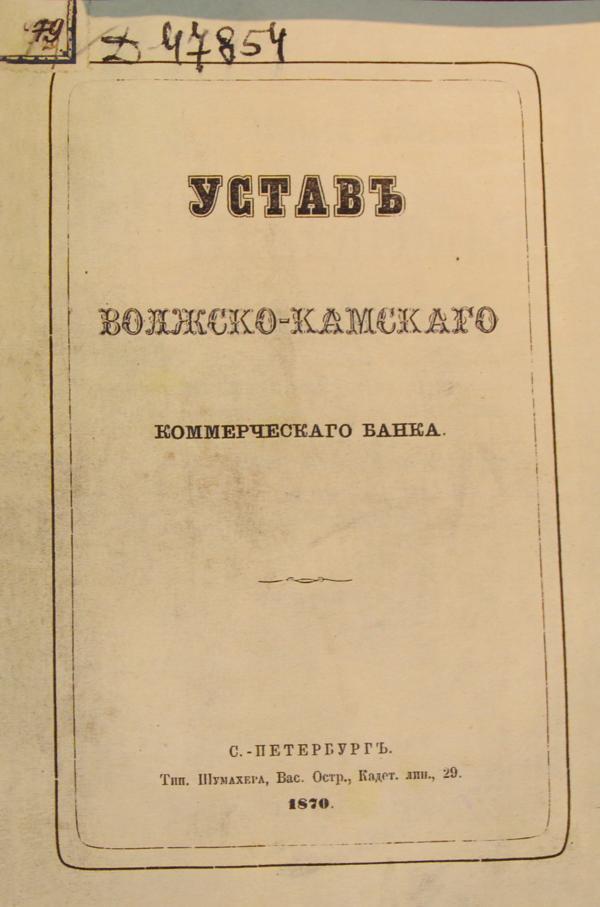 79
Д 47854
УСТАВЪ
ВОЛЖСКО-КАМСКАГО
КОММЕРЧЕСКАГО БАНКА.
С.-ПЕТЕРБУРГЪ.
Тип. Шумахера, Вас. Остр., Кадет. лин., 29.
1870.